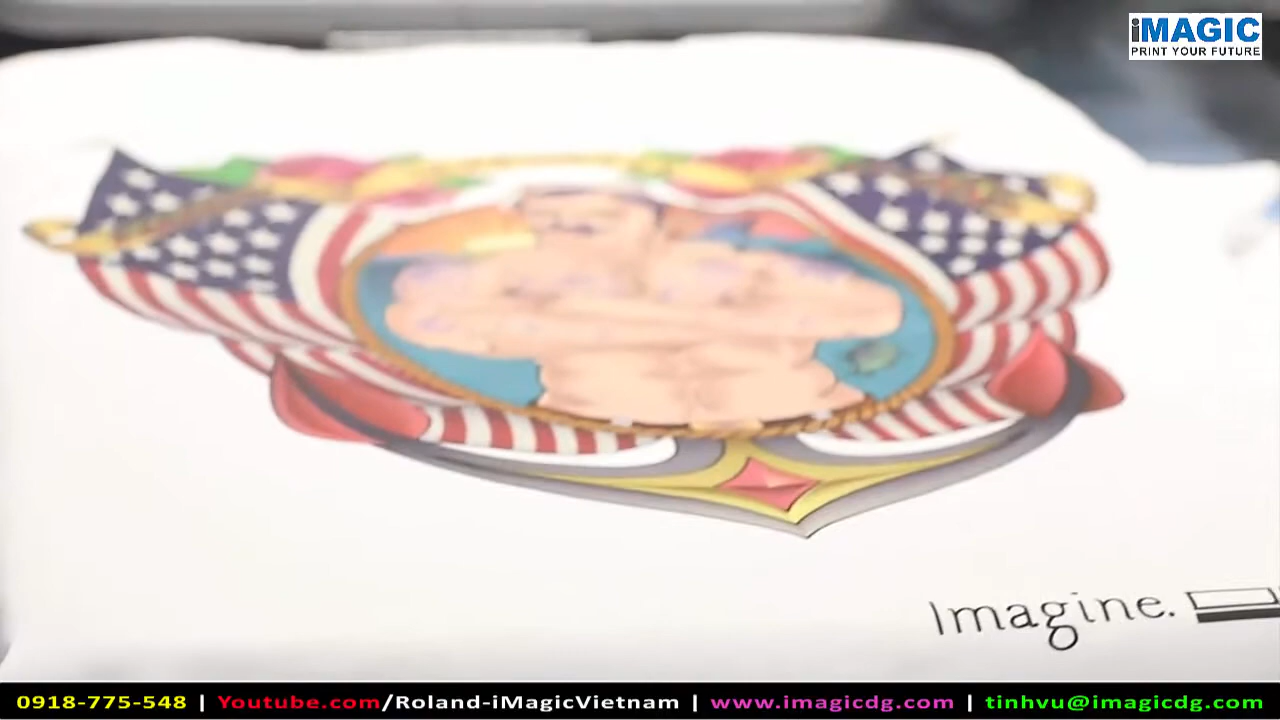 iMAGIC
PRINT YOUR FUTURE
Imagine.
0918-775-548 | Youtube.com/Roland-iMagicVietnam | www.imagicdg.com | tinhvu@imagicdg.com